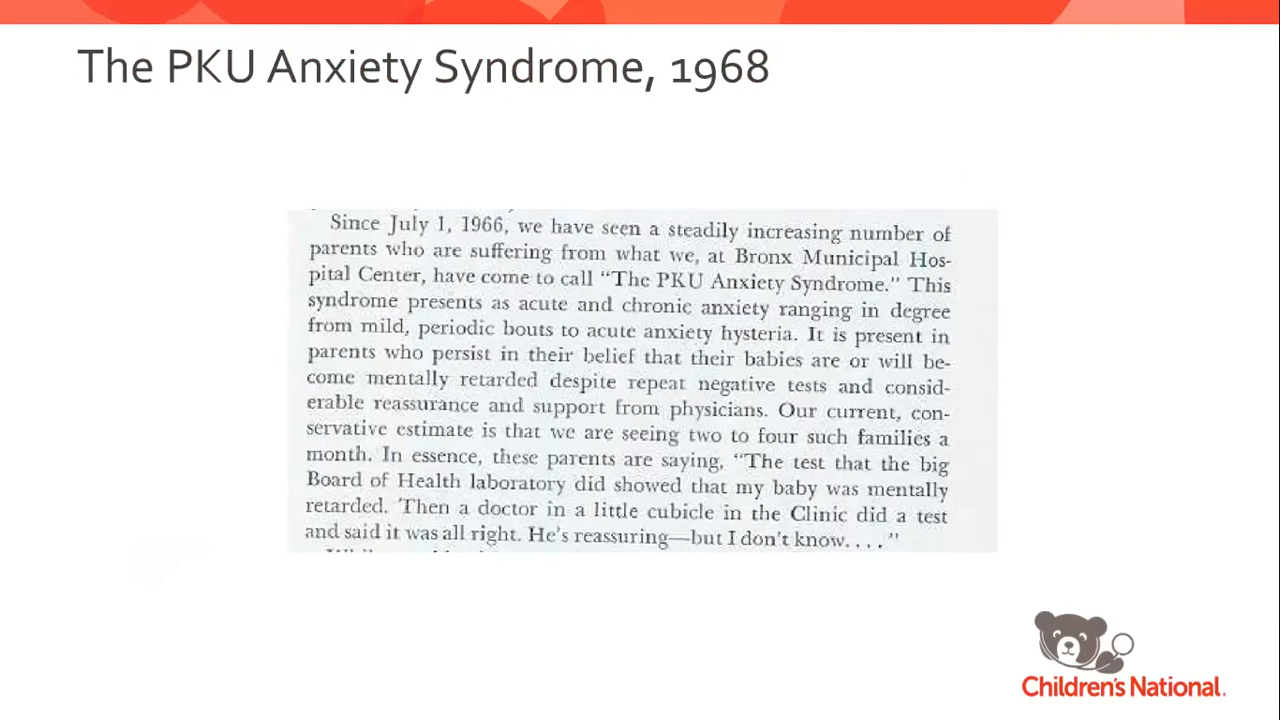 The PKU Anxiety Syndrome, 1968
Since July 1, 1966, we have seen a steadily increasing number of
parents who are suffering from what we, at Bronx Municipal Hos-
pital Center, have come to call “The PKU Anxiety Syndrome.” This
syndrome presents as acute and chronic anxiety ranging in degree
from mild, periodic bouts to acute anxiety hysteria. It is present in
parents who persist in their belief that their babies are or will be-
come mentally retarded despite repeat negative tests and consid-
erable reassurance and support from physicians. Our current, con-
servative estimate is that we are seeing two to four such families a
month. In essence, these parents are saying, “The test that the big
Board of Health laboratory did showed that my baby was mentally
retarded. Then a doctor in a little cubicle in the Clinic did a test
and said it was all right. He's reassuring—but I don't know. . . .”
Children's National.